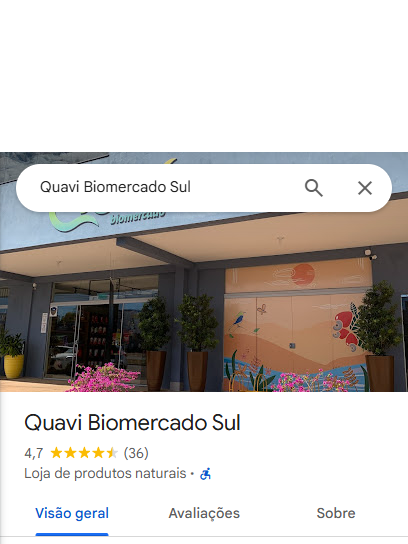 Quavi Biomercado Sul
biomercado
Quavi Biomercado Sul
4,7 (36)
Loja de produtos naturais ·
Visão geral Avaliações Sobre